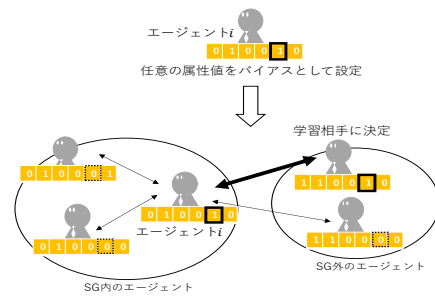 エージェントi
0 1 0 0 1 0
任意の属性値をバイアスとして設定
学習相手に決定
0 1 0 0 0 1
1 1 0 0 1 0
0 1 0 0 1 0
エージェントi
0 1 0 0 0 0
1 1 0 0 0 0
SG外のエージェント
SG内のエージェント